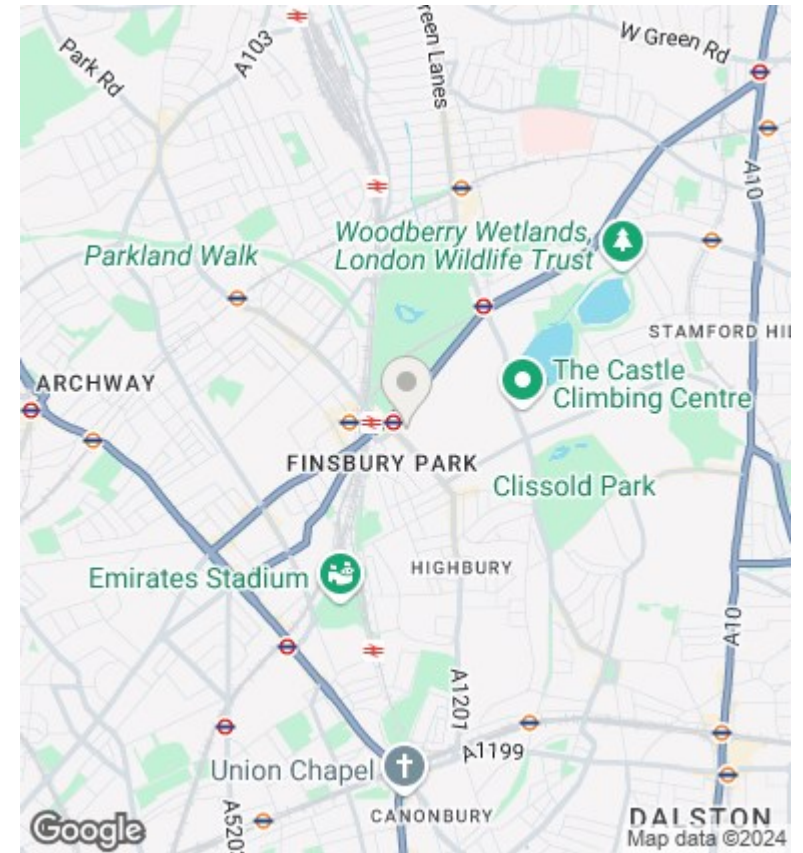 Park Rd
A103
Green Lanes
W Green Rd
A10
Parkland Walk
Woodberry Wetlands,
London Wildlife Trust
STAMFORD HIL
ARCHWAY
The Castle
Climbing Centre
FINSBURY PARK
Clissold Park
Emirates Stadium
HIGHBURY
A10
A1201
A1199
Union Chapel
A5203
CANONBURY
DALSTON
Google
Map data ©2024